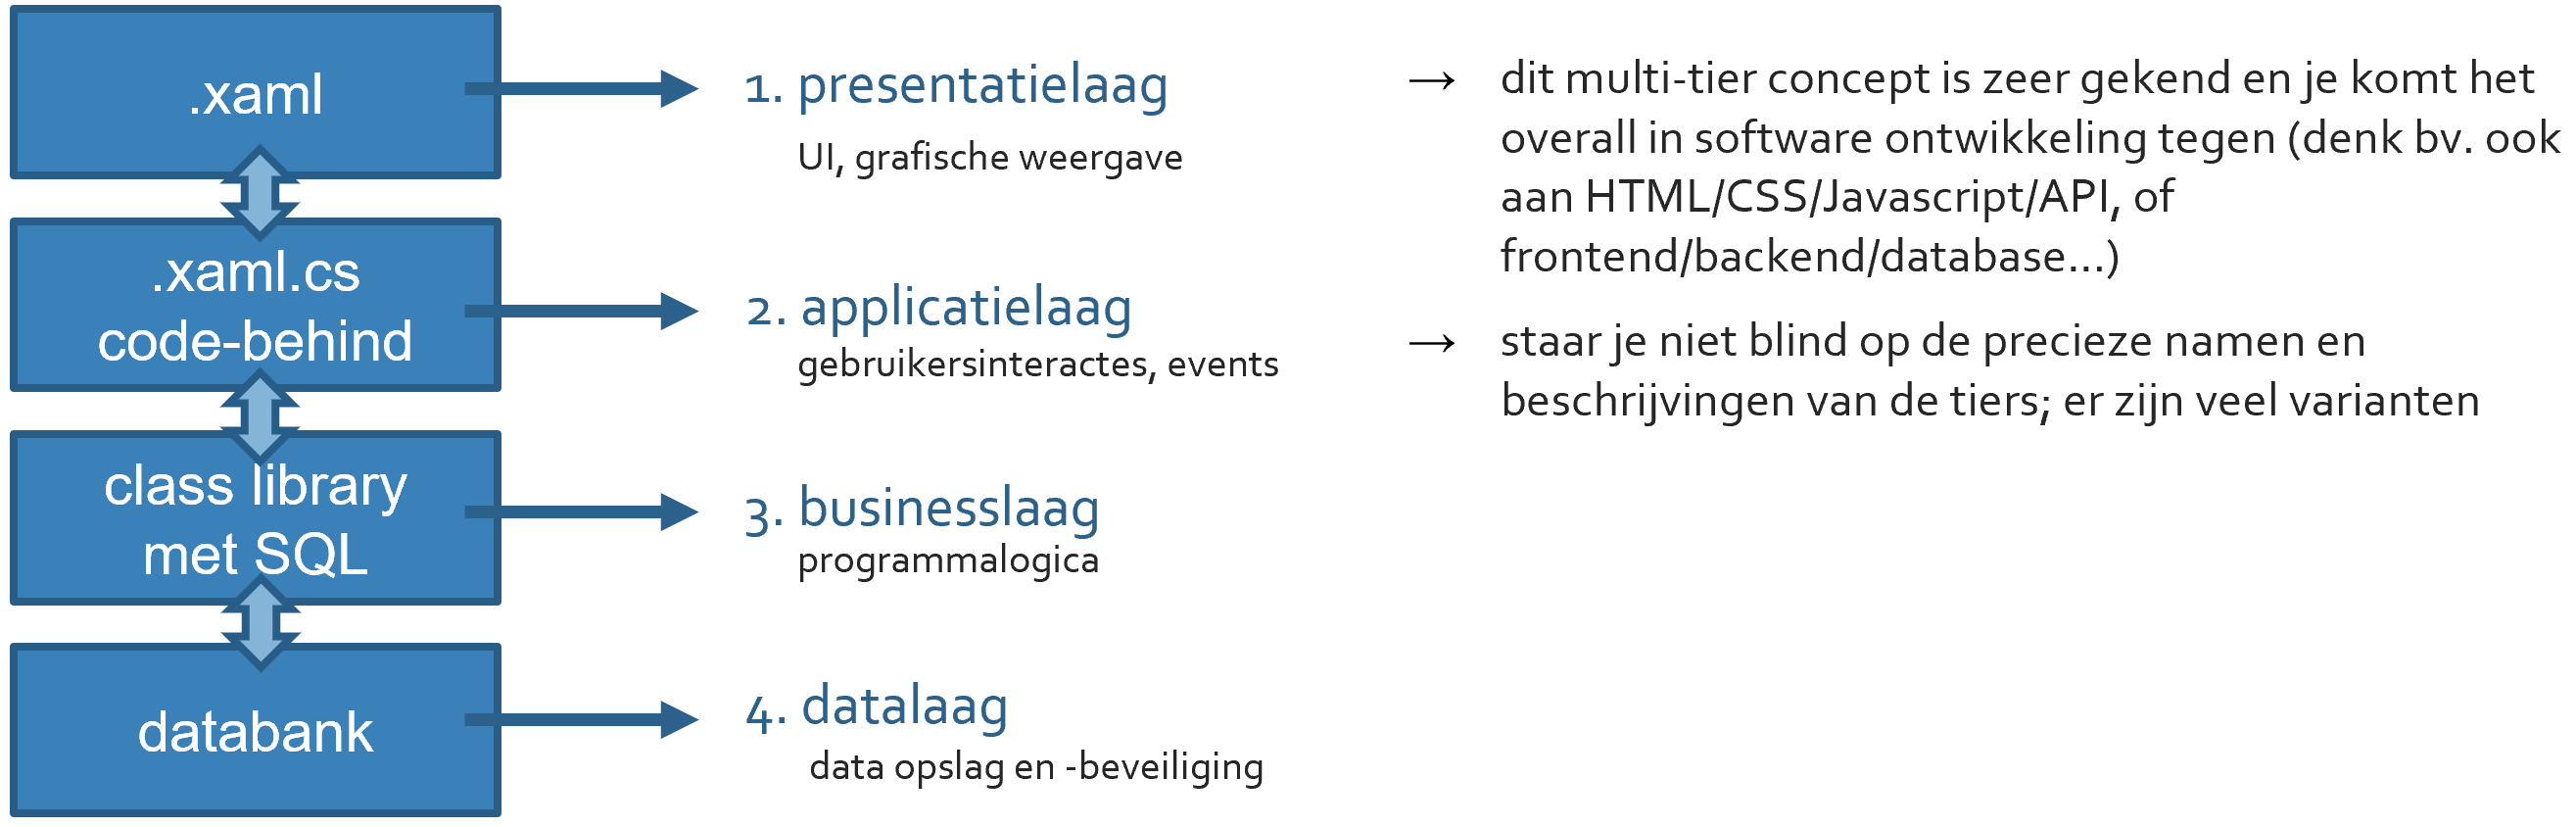 .xaml
1. presentatielaag
UI, grafische weergave
.xaml.cs
code-behind
2. applicatielaag
gebruikersinteractes, events
class library
met SQL
3. businesslaag
programmalogica
databank
4. datalaag
data opslag en -beveiliging
→ dit multi-tier concept is zeer gekend en je komt het
overall in software ontwikkeling tegen (denk bv. ook
aan HTML/CSS/Javascript/API, of
frontend/backend/database...)
→ staar je niet blind op de precieze namen en
beschrijvingen van de tiers; er zijn veel varianten